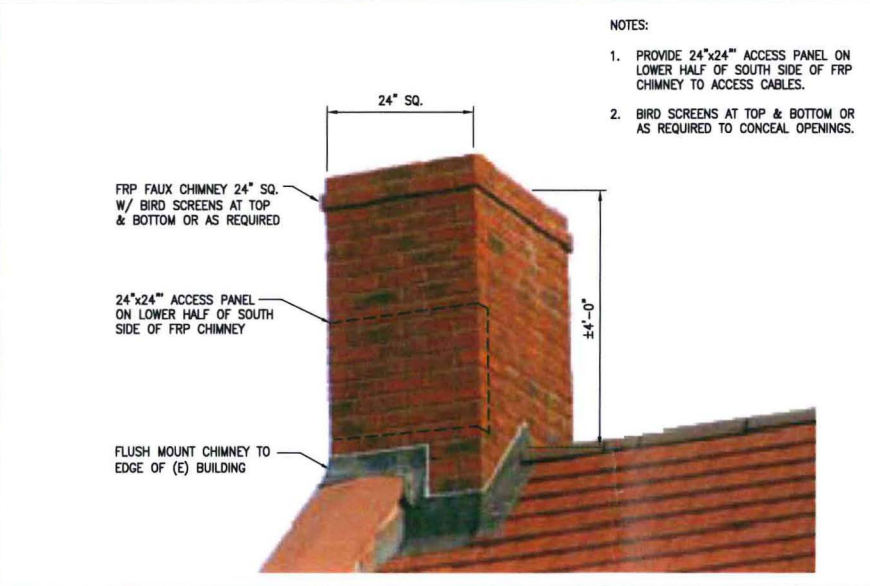 NOTES:
1. PROVIDE 24"x24"' ACCESS PANEL ON
LOWER HALF OF SOUTH SIDE OF FRP
CHIMNEY TO ACCESS CABLES.
2. BIRD SCREENS AT TOP & BOTTOM OR
AS REQUIRED TO CONCEAL OPENINGS.
24" SQ.
FRP FAUX CHIMNEY 24" SQ.
W/ BIRD SCREENS AT TOP
& BOTTOM OR AS REQUIRED
24"x24"' ACCESS PANEL
ON LOWER HALF OF SOUTH
SIDE OF FRP CHIMNEY
±4'-0"
FLUSH MOUNT CHIMNEY TO
EDGE OF (E) BUILDING